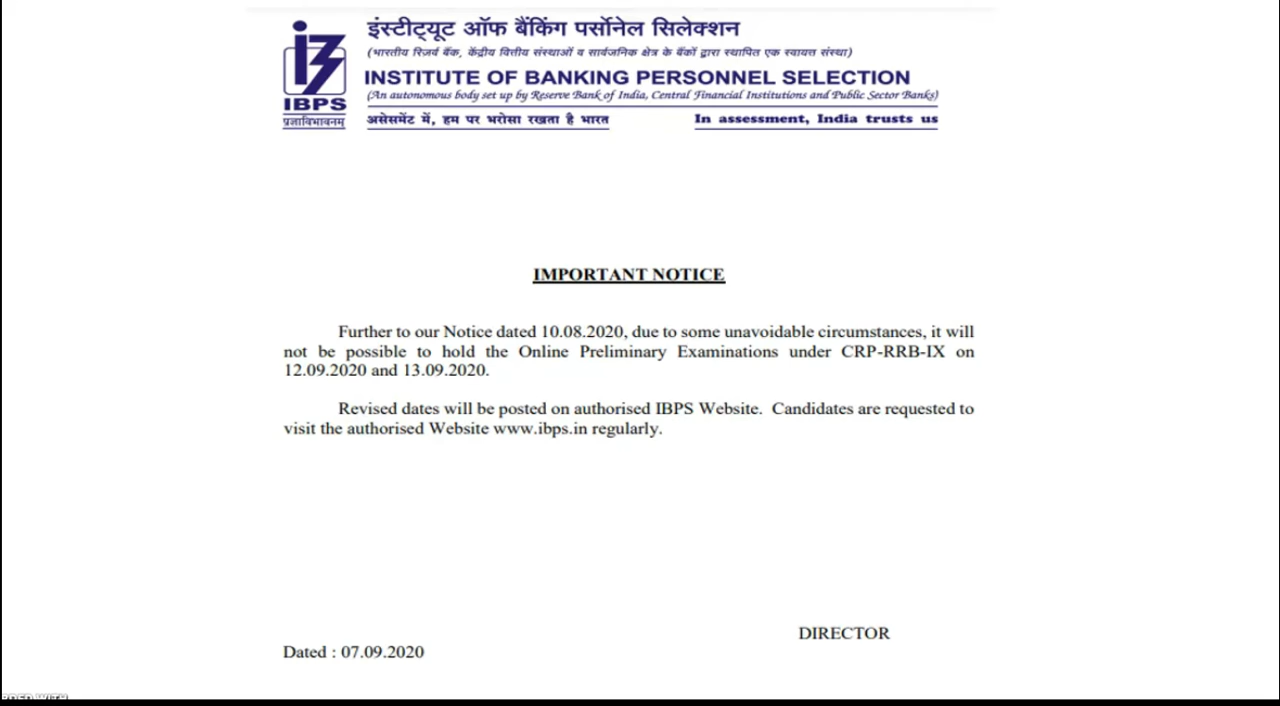 इंस्टीट्यूट ऑफ बैंकिंग पर्सोनेल सिलेक्शन
(भारतीय रिजर्व बैंक, केंद्रीय वित्तीय संस्थाओं व सार्वजनिक क्षेत्र के बैंकों द्वारा स्थापित एक स्वायत्त संस्था)
INSTITUTE OF BANKING PERSONNEL SELECTION
(An autonomous body set up by Reserve Bank of India, Central Financial Institutions and Public Sector Banks)
IBPS
प्रज्ञाविभावनम्
असेसमेंट में, हम पर भरोसा रखता है भारत In assessment, India trusts us
IMPORTANT NOTICE
Further to our Notice dated 10.08.2020, due to some unavoidable circumstances, it will
not be possible to hold the Online Preliminary Examinations under CRP-RRB-IX on
12.09.2020 and 13.09.2020.
Revised dates will be posted on authorised IBPS Website. Candidates are requested to
visit the authorised Website www.ibps.in regularly.
DIRECTOR
Dated : 07.09.2020